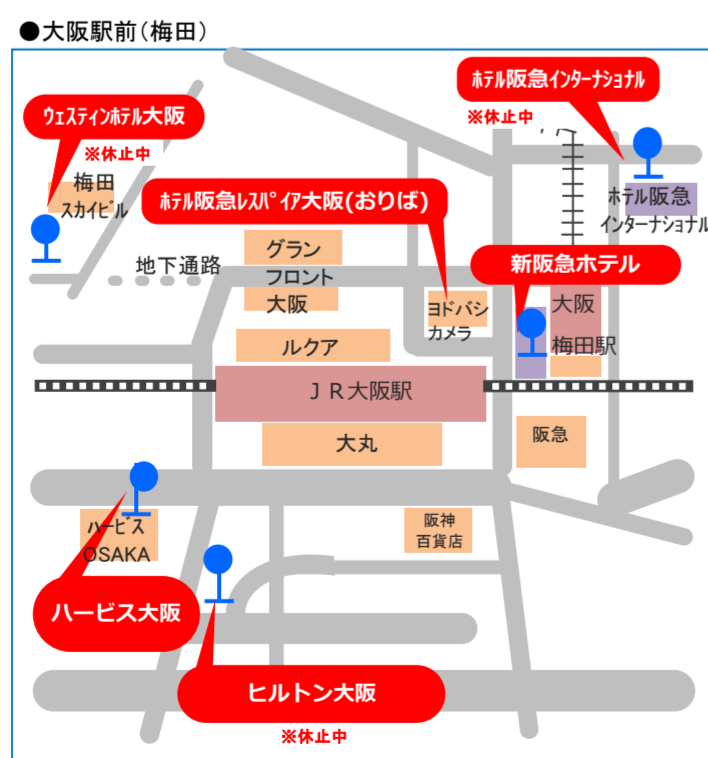 ●大阪駅前(梅田)
ホテル阪急インターナショナル
※休止中
ウェスティンホテル大阪
※休止中
梅田
スカイビル
ホテル阪急レスパイア大阪(おりば)
ホテル阪急
インターナショナル
グラン
フロント
大阪
地下通路
新阪急ホテル
ヨドバシ
カメラ
大阪
梅田駅
ルクア
ＪＲ大阪駅
大丸
阪急
ハービス
OSAKA
阪神
百貨店
ハービス大阪
ヒルトン大阪
※休止中